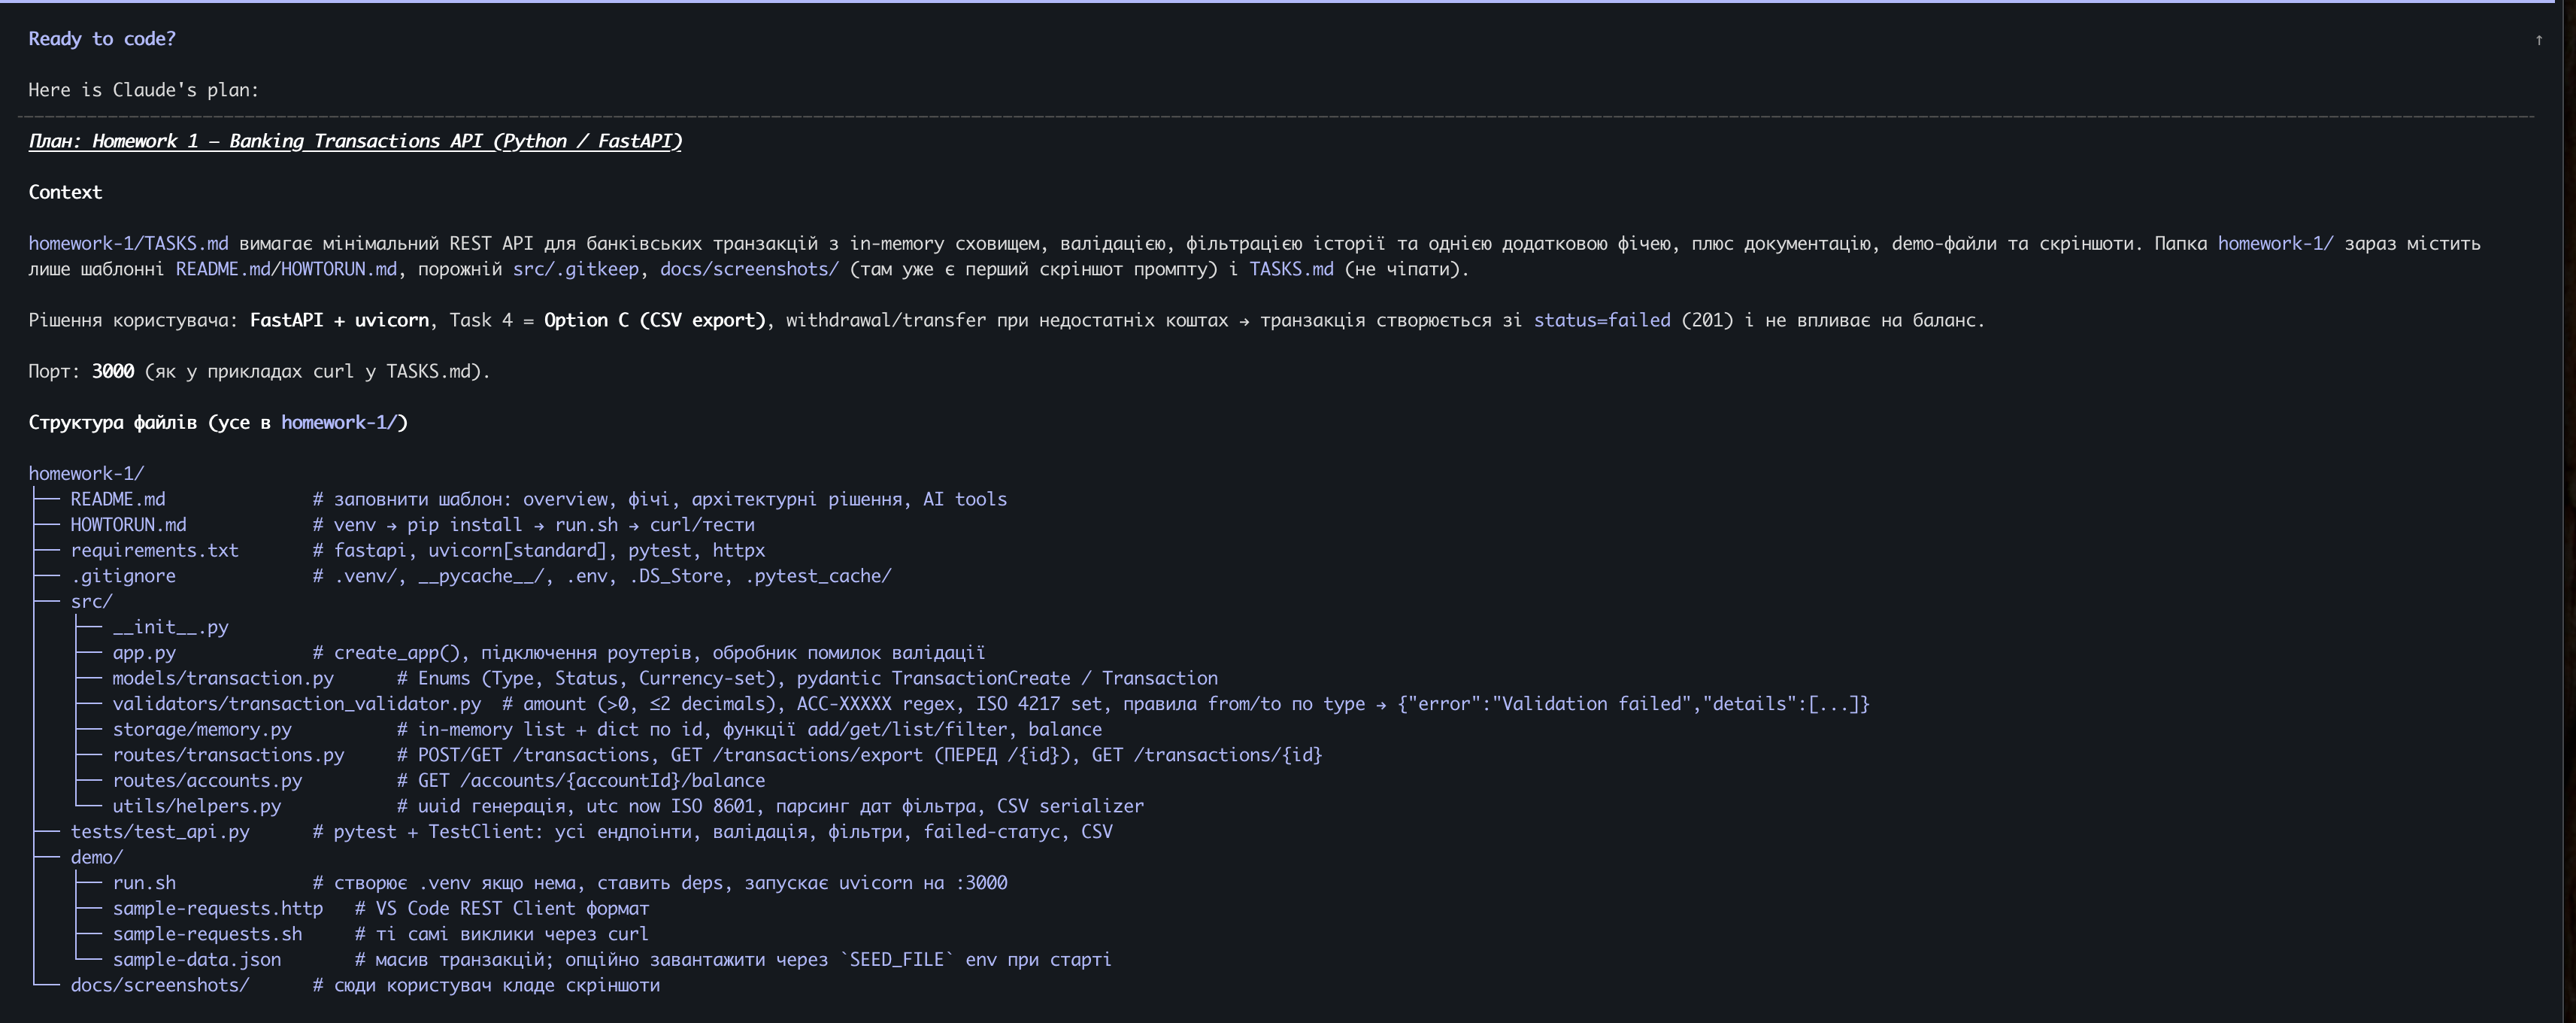 Ready to code?
↑
Here is Claude's plan:
План: Homework 1 — Banking Transactions API (Python / FastAPI)
Context
homework-1/TASKS.md вимагає мінімальний REST API для банківських транзакцій з in-memory сховищем, валідацією, фільтрацією історії та однією додатковою фічею, плюс документацію, demo-файли та скріншоти. Папка homework-1/ зараз містить
лише шаблонні README.md/HOWTORUN.md, порожній src/.gitkeep, docs/screenshots/ (там уже є перший скріншот промпту) і TASKS.md (не чіпати).
Рішення користувача: FastAPI + uvicorn, Task 4 = Option C (CSV export), withdrawal/transfer при недостатніх коштах → транзакція створюється зі status=failed (201) і не впливає на баланс.
Порт: 3000 (як у прикладах curl у TASKS.md).
Структура файлів (усе в homework-1/)
homework-1/
├── README.md              # заповнити шаблон: overview, фічі, архітектурні рішення, AI tools
├── HOWTORUN.md            # venv → pip install → run.sh → curl/тести
├── requirements.txt       # fastapi, uvicorn[standard], pytest, httpx
├── .gitignore             # .venv/, __pycache__/, .env, .DS_Store, .pytest_cache/
├── src/
│   ├── __init__.py
│   ├── app.py             # create_app(), підключення роутерів, обробник помилок валідації
│   ├── models/transaction.py      # Enums (Type, Status, Currency-set), pydantic TransactionCreate / Transaction
│   ├── validators/transaction_validator.py  # amount (>0, ≤2 decimals), ACC-XXXXX regex, ISO 4217 set, правила from/to по type → {"error":"Validation failed","details":[...]}
│   ├── storage/memory.py          # in-memory list + dict по id, функції add/get/list/filter, balance
│   ├── routes/transactions.py     # POST/GET /transactions, GET /transactions/export (ПЕРЕД /{id}), GET /transactions/{id}
│   ├── routes/accounts.py         # GET /accounts/{accountId}/balance
│   └── utils/helpers.py           # uuid генерація, utc now ISO 8601, парсинг дат фільтра, CSV serializer
├── tests/test_api.py      # pytest + TestClient: усі ендпоінти, валідація, фільтри, failed-статус, CSV
├── demo/
│   ├── run.sh             # створює .venv якщо нема, ставить deps, запускає uvicorn на :3000
│   ├── sample-requests.http   # VS Code REST Client формат
│   ├── sample-requests.sh     # ті самі виклики через curl
│   └── sample-data.json       # масив транзакцій; опційно завантажити через `SEED_FILE` env при старті
└── docs/screenshots/      # сюди користувач кладе скріншоти